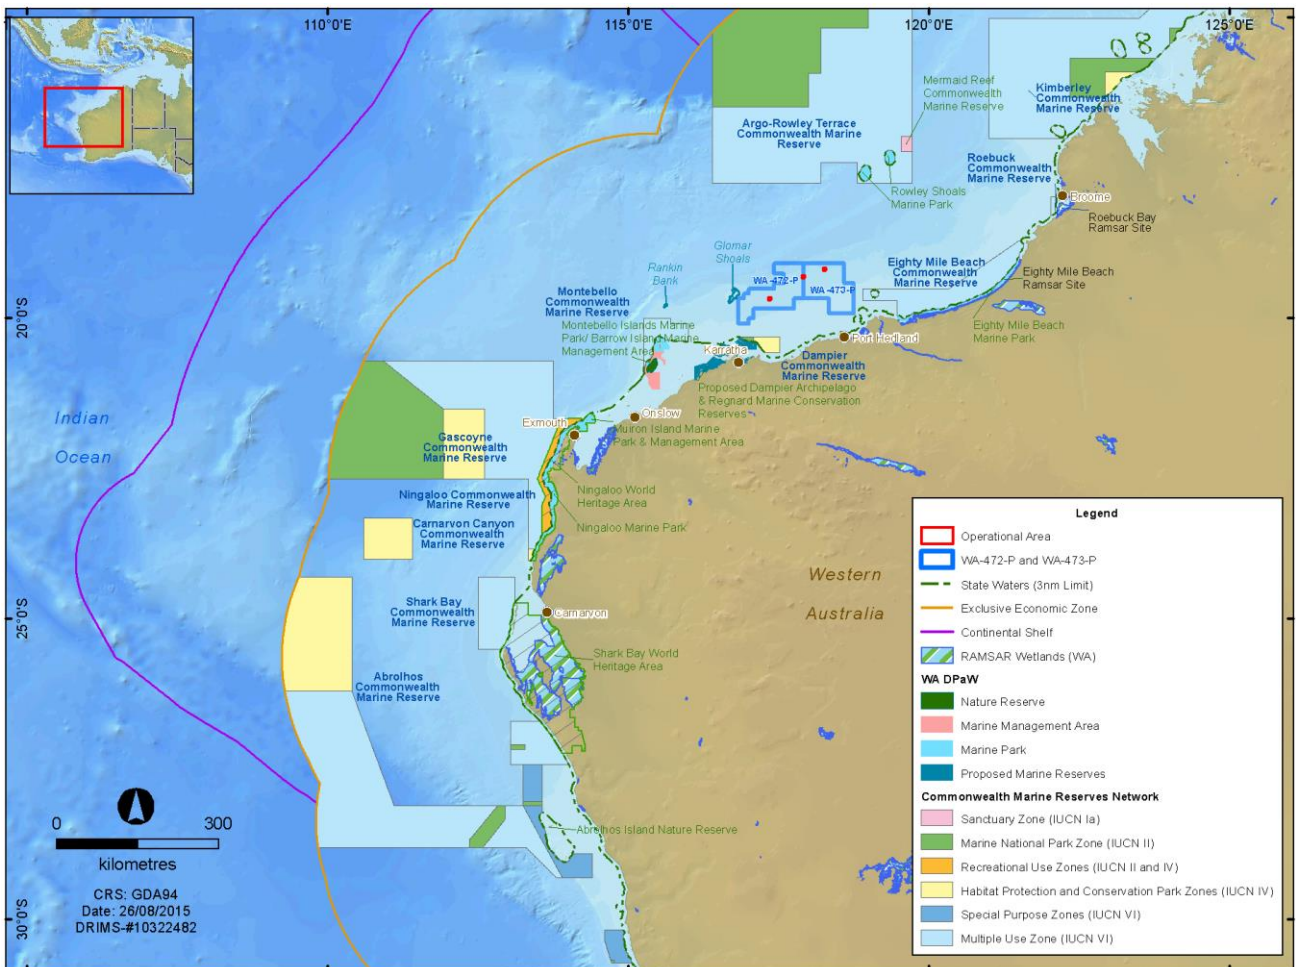 110°0'E
115°0'E
120°0'E
125°0'E
Mermaid Reef
Commonwealth
Marine Reserve
Kimberley
Commonwealth
Marine Reserve
Argo-Rowley Terrace
Commonwealth Marine
Reserve
Roebuck
Commonwealth
Marine Reserve
Rowley Shoals
Marine Park
Broome
Roebuck Bay
Ramsar Site
Glomar
Shoals
Rankin
Bank
Eighty Mile Beach
Commonwealth
Marine Reserve
Eighty Mile Beach
Ramsar Site
WA-472-P
WA-473-P
Montebello
Commonwealth
Marine Reserve
20°0'S
Montebello Islands Marine
Park/ Barrow Island Marine
Management Area
Eighty Mile Beach
Marine Park
Port Hedland
Karratha
Dampier
Commonwealth
Marine Reserve
Proposed Dampier Archipelago
& Regnard Marine Conservation
Reserves
Indian
Ocean
Onslow
Exmouth
Muiron Island Marine
Park & Management Area
Gascoyne
Commonwealth
Marine Reserve
Ningaloo World
Heritage Area
Ningaloo Commonwealth
Marine Reserve
Ningaloo Marine Park
Carnarvon Canyon
Commonwealth
Marine Reserve
Western
Australia
25°0'S
Shark Bay
Commonwealth
Marine Reserve
Carnarvon
Shark Bay World
Heritage Area
Abrolhos
Commonwealth
Marine Reserve
Abrolhos Island Nature Reserve
30°0'S
0
300
kilometres
CRS: GDA94
Date: 26/08/2015
DRIMS-#10322482
Legend
Operational Area
WA-472-P and WA-473-P
State Waters (3nm Limit)
Exclusive Economic Zone
Continental Shelf
RAMSAR Wetlands (WA)
WA DPaW
Nature Reserve
Marine Management Area
Marine Park
Proposed Marine Reserves
Commonwealth Marine Reserves Network
Sanctuary Zone (IUCN Ia)
Marine National Park Zone (IUCN II)
Recreational Use Zones (IUCN II and IV)
Habitat Protection and Conservation Park Zones (IUCN IV)
Special Purpose Zones (IUCN VI)
Multiple Use Zone (IUCN VI)